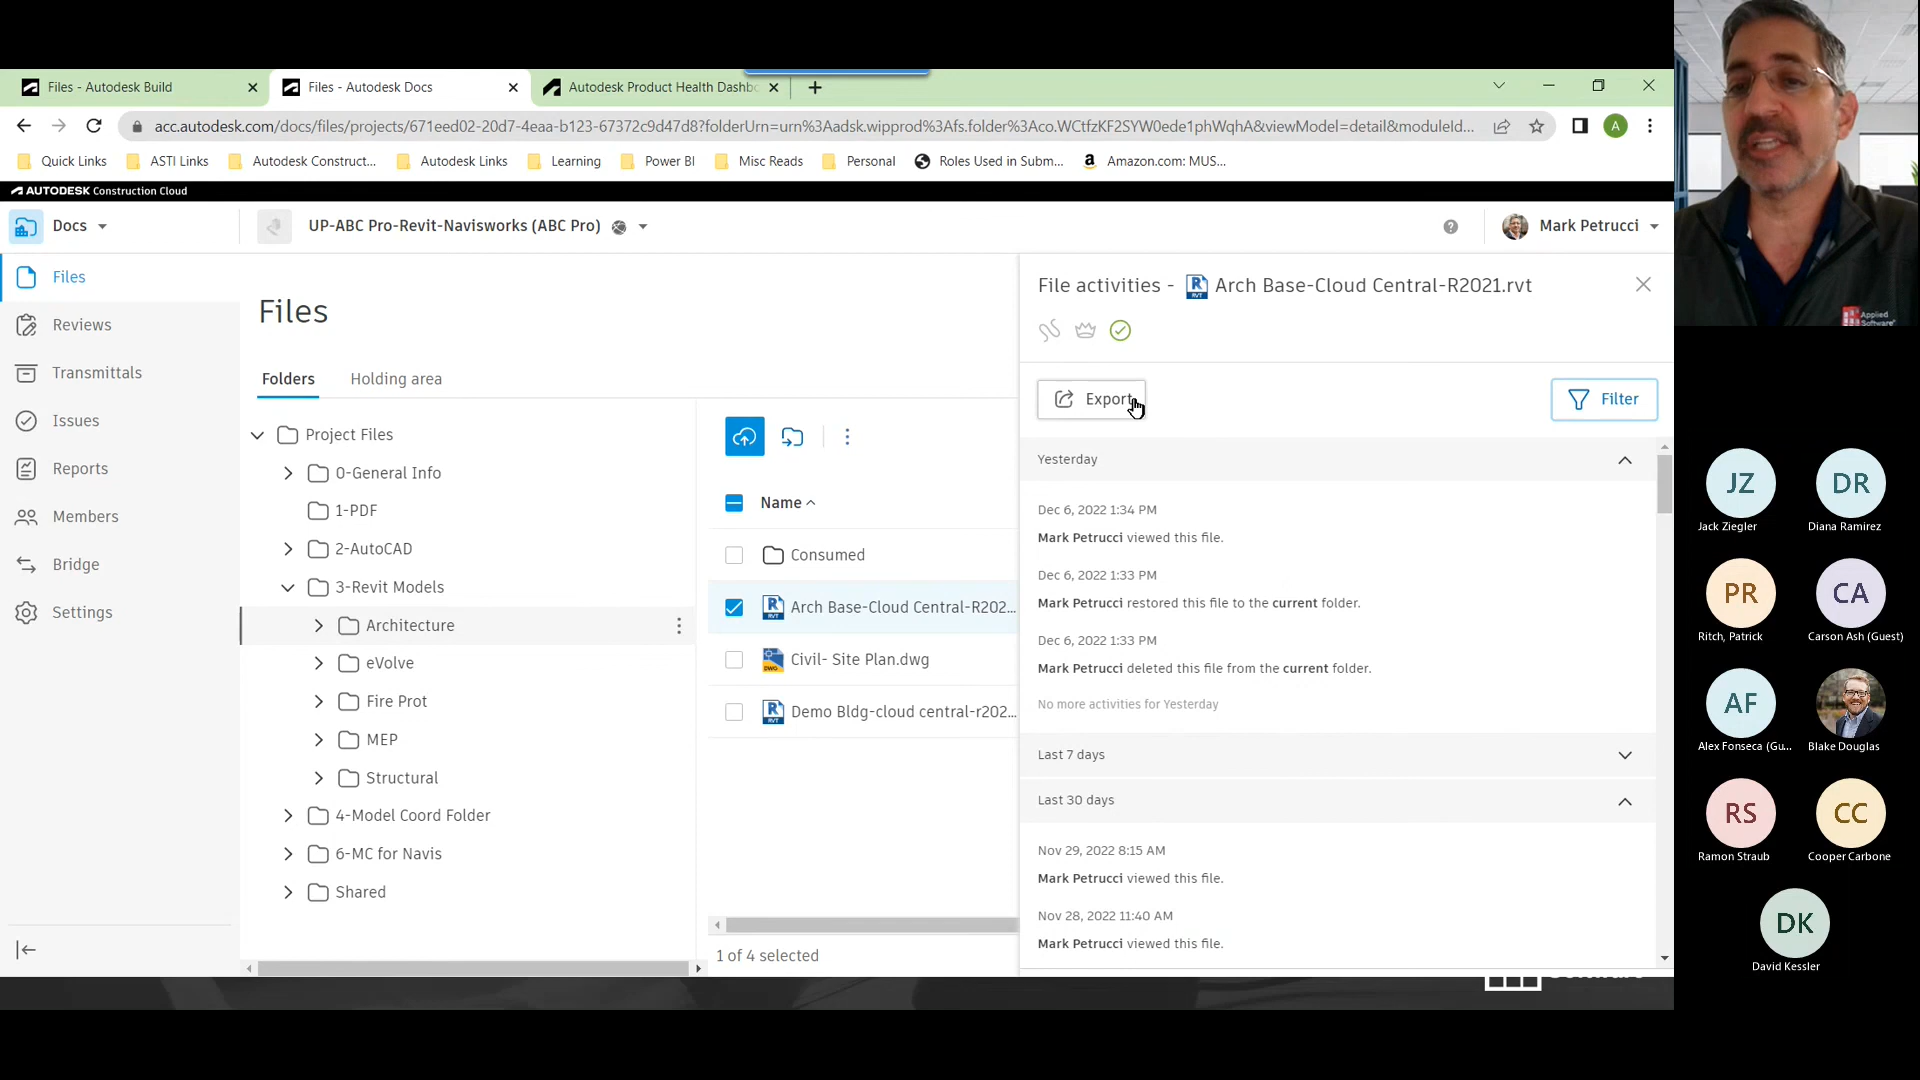 Files - Autodesk Build
Files - Autodesk Docs
Autodesk Product Health Dashbo
acc.autodesk.com/docs/files/projects/671eed02-20d7-4eaa-b123-67372c9d47d8?folderUrn=urn%3Aadsk.wipprod%3Afs.folder%3Aco.WCtfzKF2SYW0ede1phWqhA&viewModel=detail&moduleId...
A
Quick Links
ASTI Links
Autodesk Construct...
Autodesk Links
Learning
Power BI
Misc Reads
Personal
Roles Used in Subm...
Amazon.com: MUS...
AUTODESK Construction Cloud
Docs
UP-ABC Pro-Revit-Navisworks (ABC Pro)
Mark Petrucci
Files
Reviews
Transmittals
Issues
Reports
Members
Bridge
Settings
Files
Folders
Holding area
Project Files
0-General Info
1-PDF
2-AutoCAD
3-Revit Models
Architecture
eVolve
Fire Prot
MEP
Structural
4-Model Coord Folder
6-MC for Navis
Shared
Name
Consumed
Arch Base-Cloud Central-R202...
Civil- Site Plan.dwg
Demo Bldg-cloud central-r202...
1 of 4 selected
File activities - Arch Base-Cloud Central-R2021.rvt
Export
Filter
Yesterday
Dec 6, 2022 1:34 PM
Mark Petrucci viewed this file.
Dec 6, 2022 1:33 PM
Mark Petrucci restored this file to the current folder.
Dec 6, 2022 1:33 PM
Mark Petrucci deleted this file from the current folder.
No more activities for Yesterday
Last 7 days
Last 30 days
Nov 29, 2022 8:15 AM
Mark Petrucci viewed this file.
Nov 28, 2022 11:40 AM
Mark Petrucci viewed this file.
Applied
Software
JZ
Jack Ziegler
DR
Diana Ramirez
PR
Ritch, Patrick
CA
Carson Ash (Guest)
AF
Alex Fonseca (Gu...
Blake Douglas
RS
Ramon Straub
CC
Cooper Carbone
DK
David Kessler